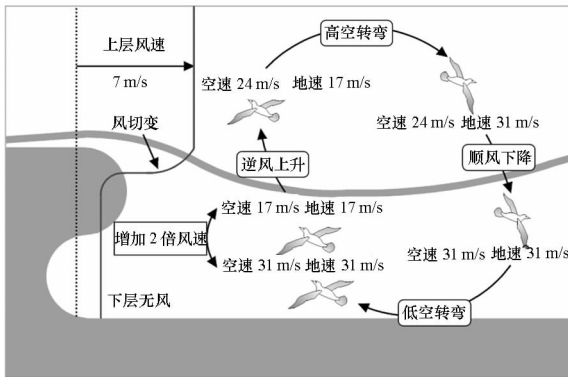 上层风速
7 m/s
风切变
下层无风
高空转弯
空速 24 m/s 地速 17 m/s
空速 24 m/s 地速 31 m/s
逆风上升
顺风下降
空速 17 m/s 地速 17 m/s
增加 2 倍风速
空速 31 m/s 地速 31 m/s
空速 31 m/s 地速 31 m/s
低空转弯